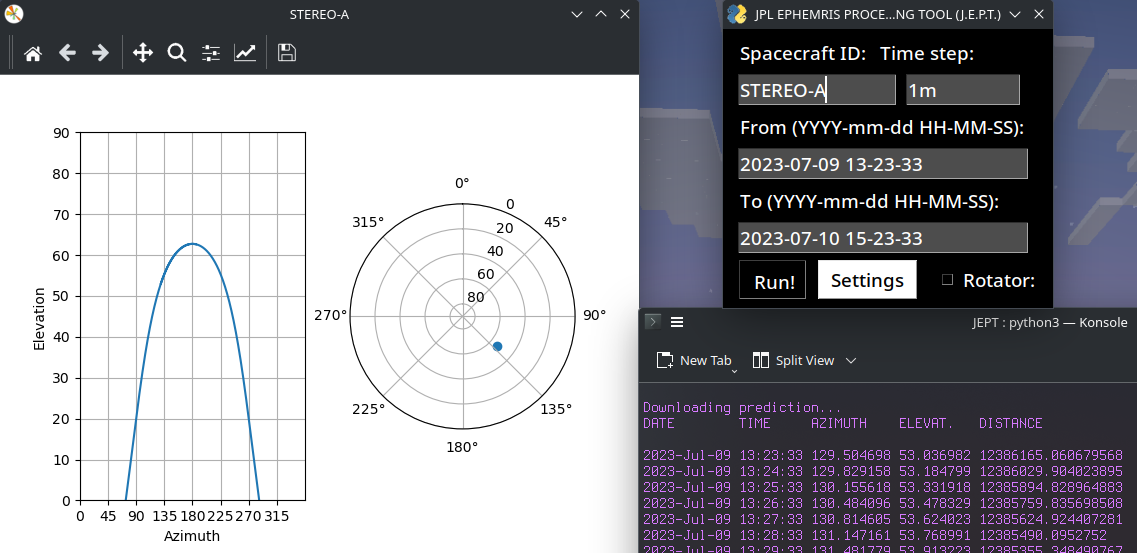 STEREO-A
90
80
70
60
50
40
30
20
10
0
Elevation
0 45 90 135 180 225 270 315
Azimuth
0°
45°
90°
135°
180°
225°
270°
315°
0
20
40
60
80
JPL EPHEMRIS PROCE...NG TOOL (J.E.P.T.)
Spacecraft ID: Time step:
STEREO-A 1m
From (YYYY-mm-dd HH-MM-SS):
2023-07-09 13-23-33
To (YYYY-mm-dd HH-MM-SS):
2023-07-10 15-23-33
Run! Settings Rotator:
JEPT : python3 — Konsole
New Tab Split View
Downloading prediction...
DATE TIME AZIMUTH ELEVAT. DISTANCE
2023-Jul-09 13:23:33 129.504698 53.036982 12386165.060679568
2023-Jul-09 13:24:33 129.829158 53.184799 12386029.904023895
2023-Jul-09 13:25:33 130.155618 53.331918 12385894.828964883
2023-Jul-09 13:26:33 130.484096 53.478329 12385759.835698508
2023-Jul-09 13:27:33 130.814605 53.624023 12385624.924407281
2023-Jul-09 13:28:33 131.147161 53.768991 12385490.0952752
2023-Jul-09 13:29:33 131.481779 53.913223 12385355.348490767